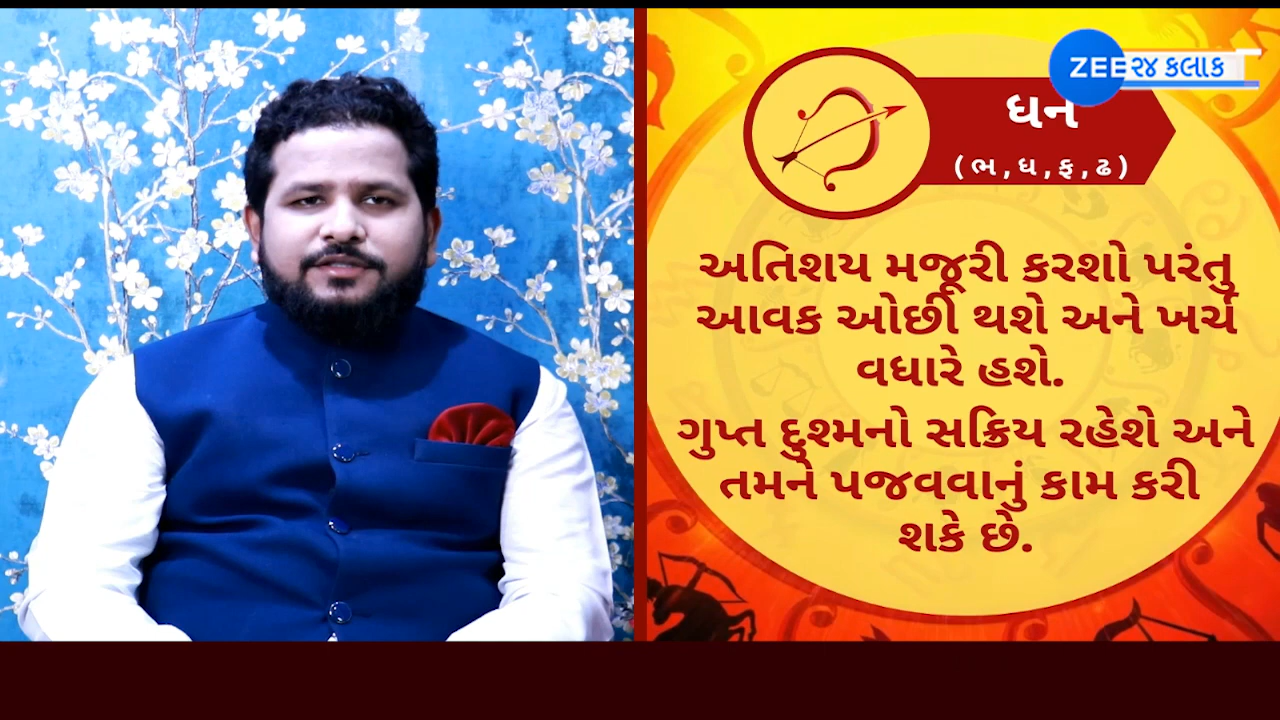 ZEE ૨૪ કલાક
ધન
(ભ,ધ,ફ,ઢ)
અતિશય મજૂરી કરશો પરંતુ
આવક ઓછી થશે અને ખર્ચ
વધારે હશે.
ગુપ્ત દુશ્મનો સક્રિય રહેશે અને
તમને પજવવાનું કામ કરી
શકે છે.